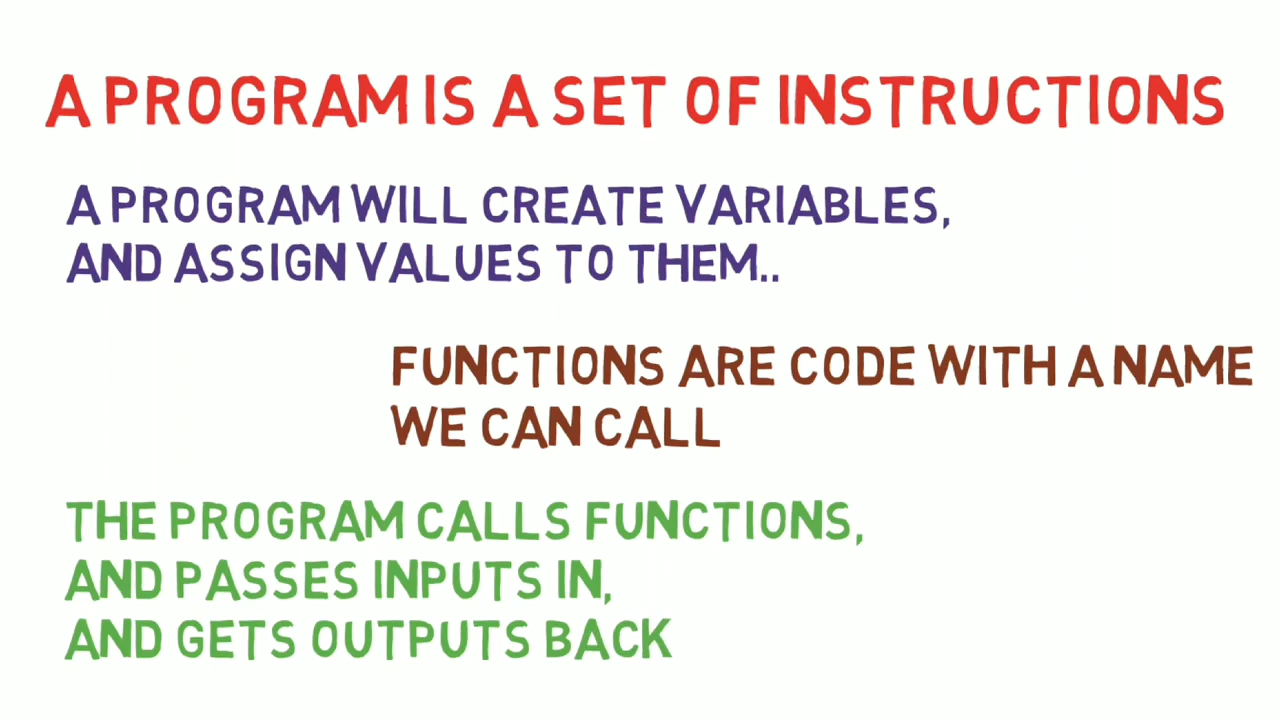 A PROGRAM IS A SET OF INSTRUCTIONS
A PROGRAM WILL CREATE VARIABLES,
AND ASSIGN VALUES TO THEM..
FUNCTIONS ARE CODE WITH A NAME
WE CAN CALL
THE PROGRAM CALLS FUNCTIONS,
AND PASSES INPUTS IN,
AND GETS OUTPUTS BACK